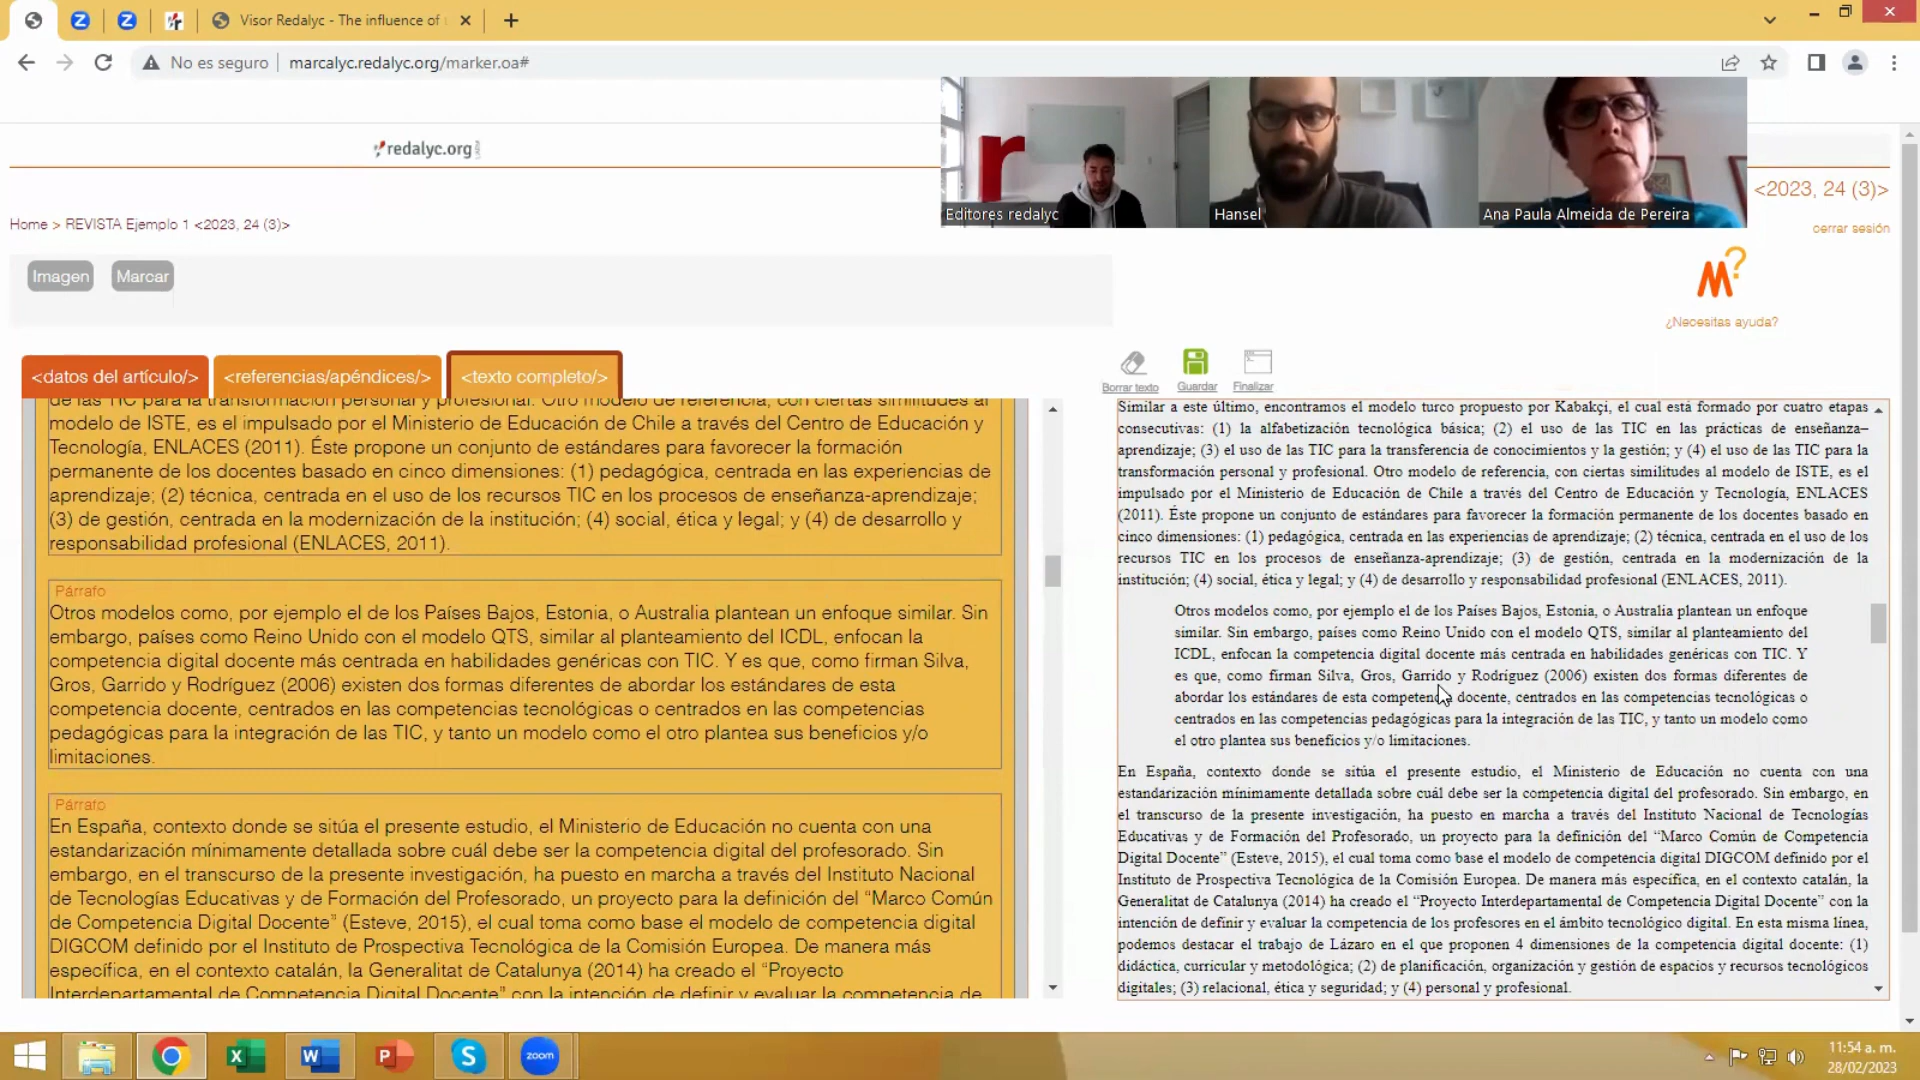 Visor Redalyc - The influence of
No es seguro
marcalyc.redalyc.org/marker.oa#
redalyc.org
Editores redalyc
Hansel
Ana Paula Almeida de Pereira
<2023, 24 (3)>
cerrar sesión
Home > REVISTA Ejemplo 1 <2023, 24 (3)>
Imagen
Marcar
¿Necesitas ayuda?
<datos del artículo/>
<referencias/apéndices/>
<texto completo/>
Borrar texto
Guardar
Finalizar
de las TIC para la transformación personal y profesional. Otro modelo de referencia, con ciertas similitudes al
modelo de ISTE, es el impulsado por el Ministerio de Educación de Chile a través del Centro de Educación y
Tecnología, ENLACES (2011). Éste propone un conjunto de estándares para favorecer la formación
permanente de los docentes basado en cinco dimensiones: (1) pedagógica, centrada en las experiencias de
aprendizaje; (2) técnica, centrada en el uso de los recursos TIC en los procesos de enseñanza-aprendizaje;
(3) de gestión, centrada en la modernización de la institución; (4) social, ética y legal; y (4) de desarrollo y
responsabilidad profesional (ENLACES, 2011).
Párrafo
Otros modelos como, por ejemplo el de los Países Bajos, Estonia, o Australia plantean un enfoque similar. Sin
embargo, países como Reino Unido con el modelo QTS, similar al planteamiento del ICDL, enfocan la
competencia digital docente más centrada en habilidades genéricas con TIC. Y es que, como firman Silva,
Gros, Garrido y Rodríguez (2006) existen dos formas diferentes de abordar los estándares de esta
competencia docente, centrados en las competencias tecnológicas o centrados en las competencias
pedagógicas para la integración de las TIC, y tanto un modelo como el otro plantea sus beneficios y/o
limitaciones.
Párrafo
En España, contexto donde se sitúa el presente estudio, el Ministerio de Educación no cuenta con una
estandarización mínimamente detallada sobre cuál debe ser la competencia digital del profesorado. Sin
embargo, en el transcurso de la presente investigación, ha puesto en marcha a través del Instituto Nacional
de Tecnologías Educativas y de Formación del Profesorado, un proyecto para la definición del “Marco Común
de Competencia Digital Docente” (Esteve, 2015), el cual toma como base el modelo de competencia digital
DIGCOM definido por el Instituto de Prospectiva Tecnológica de la Comisión Europea. De manera más
específica, en el contexto catalán, la Generalitat de Catalunya (2014) ha creado el “Proyecto
Interdepartamental de Competencia Digital Docente” con la intención de definir y evaluar la competencia de
Similar a este último, encontramos el modelo turco propuesto por Kabakçi, el cual está formado por cuatro etapas
consecutivas: (1) la alfabetización tecnológica básica; (2) el uso de las TIC en las prácticas de enseñanza–
aprendizaje; (3) el uso de las TIC para la transferencia de conocimientos y la gestión; y (4) el uso de las TIC para la
transformación personal y profesional. Otro modelo de referencia, con ciertas similitudes al modelo de ISTE, es el
impulsado por el Ministerio de Educación de Chile a través del Centro de Educación y Tecnología, ENLACES
(2011). Éste propone un conjunto de estándares para favorecer la formación permanente de los docentes basado en
cinco dimensiones: (1) pedagógica, centrada en las experiencias de aprendizaje; (2) técnica, centrada en el uso de los
recursos TIC en los procesos de enseñanza-aprendizaje; (3) de gestión, centrada en la modernización de la
institución; (4) social, ética y legal; y (4) de desarrollo y responsabilidad profesional (ENLACES, 2011).
Otros modelos como, por ejemplo el de los Países Bajos, Estonia, o Australia plantean un enfoque
similar. Sin embargo, países como Reino Unido con el modelo QTS, similar al planteamiento del
ICDL, enfocan la competencia digital docente más centrada en habilidades genéricas con TIC. Y
es que, como firman Silva, Gros, Garrido y Rodríguez (2006) existen dos formas diferentes de
abordar los estándares de esta competencia docente, centrados en las competencias tecnológicas o
centrados en las competencias pedagógicas para la integración de las TIC, y tanto un modelo como
el otro plantea sus beneficios y/o limitaciones.
En España, contexto donde se sitúa el presente estudio, el Ministerio de Educación no cuenta con una
estandarización mínimamente detallada sobre cuál debe ser la competencia digital del profesorado. Sin embargo, en
el transcurso de la presente investigación, ha puesto en marcha a través del Instituto Nacional de Tecnologías
Educativas y de Formación del Profesorado, un proyecto para la definición del “Marco Común de Competencia
Digital Docente” (Esteve, 2015), el cual toma como base el modelo de competencia digital DIGCOM definido por el
Instituto de Prospectiva Tecnológica de la Comisión Europea. De manera más específica, en el contexto catalán, la
Generalitat de Catalunya (2014) ha creado el “Proyecto Interdepartamental de Competencia Digital Docente” con la
intención de definir y evaluar la competencia de los profesores en el ámbito tecnológico digital. En esta misma línea,
podemos destacar el trabajo de Lázaro en el que proponen 4 dimensiones de la competencia digital docente: (1)
didáctica, curricular y metodológica; (2) de planificación, organización y gestión de espacios y recursos tecnológicos
digitales; (3) relacional, ética y seguridad; y (4) personal y profesional.
zoom
11:54 a. m.
28/02/2023